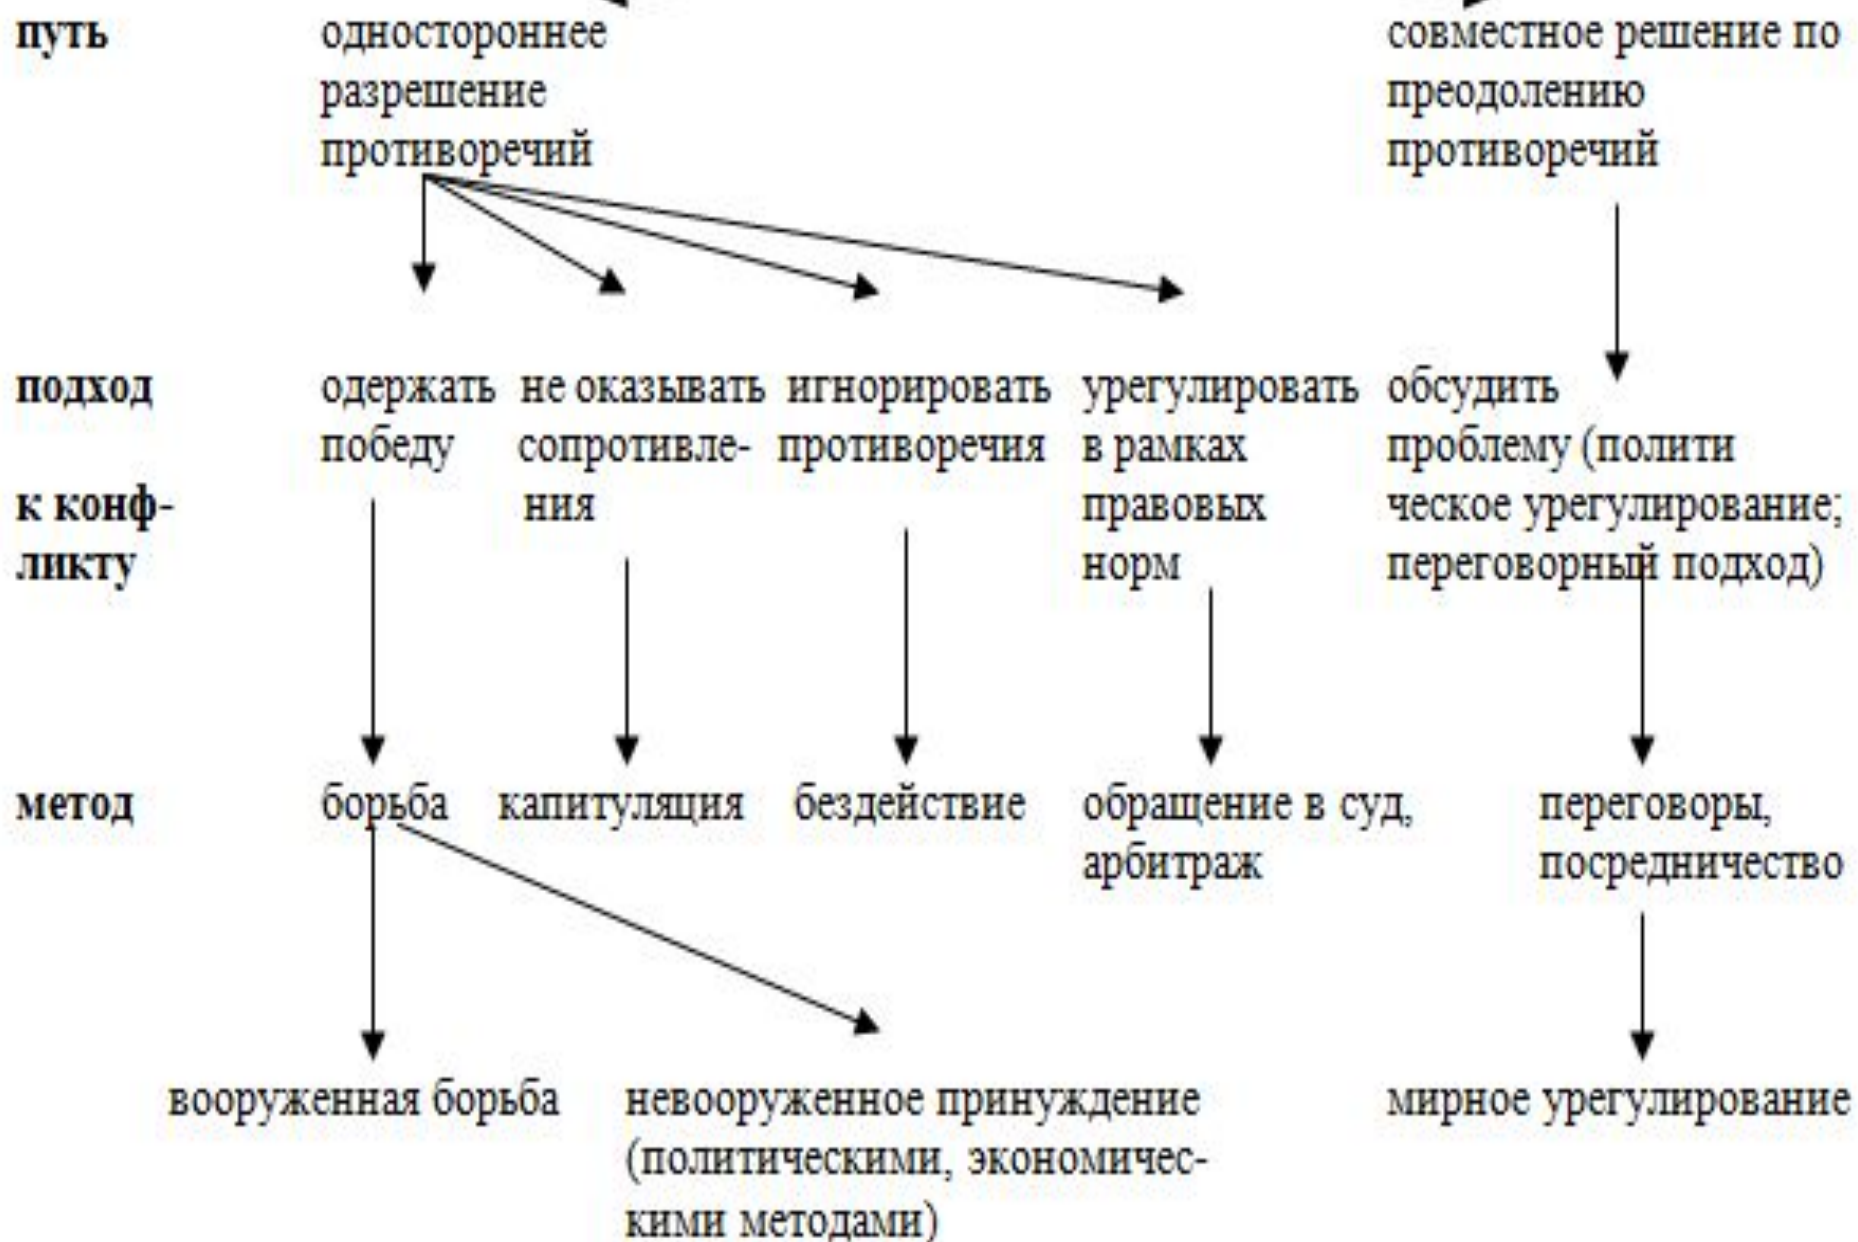 путь
одностороннее
разрешение
противоречий
совместное решение по
преодолению
противоречий
подход
к конф-
ликту
одержать
победу
не оказывать
сопротивле-
ния
игнорировать
противоречия
урегулировать
в рамках
правовых
норм
обсудить
проблему (полити
ческое урегулирование;
переговорный подход)
метод
борьба
капитуляция
бездействие
обращение в суд,
арбитраж
переговоры,
посредничество
вооруженная борьба
невооруженное принуждение
(политическими, экономичес-
кими методами)
мирное урегулирование